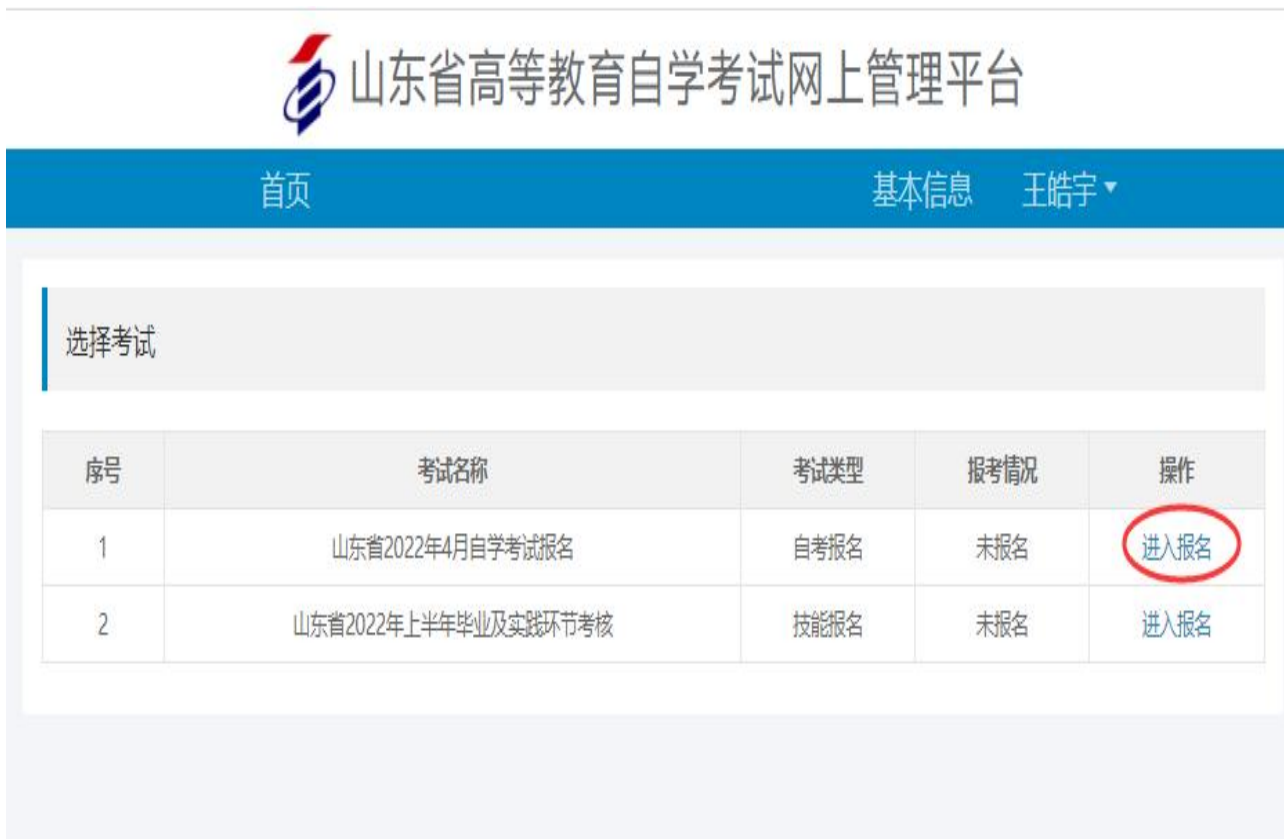 山东省高等教育自学考试网上管理平台
首页 基本信息 王皓宇
选择考试
序号 考试名称 考试类型 报考情况 操作
1 山东省2022年4月自学考试报名 自考报名 未报名 进入报名
2 山东省2022年上半年毕业及实践环节考核 技能报名 未报名 进入报名